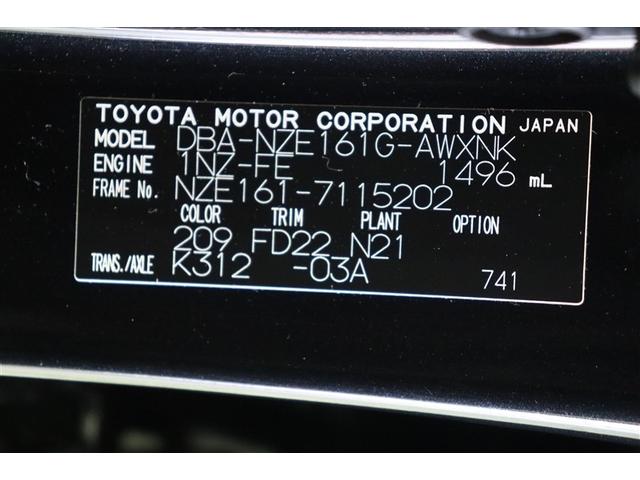 TOYOTA MOTOR CORPORATION JAPAN
MODEL DBA-NZE161G-AWXNK
ENGINE 1NZ-FE 1496 mL
FRAME No. NZE161-7115202
COLOR TRIM PLANT OPTION
209 FD22 N21
TRANS./AXLE K312 -03A 741